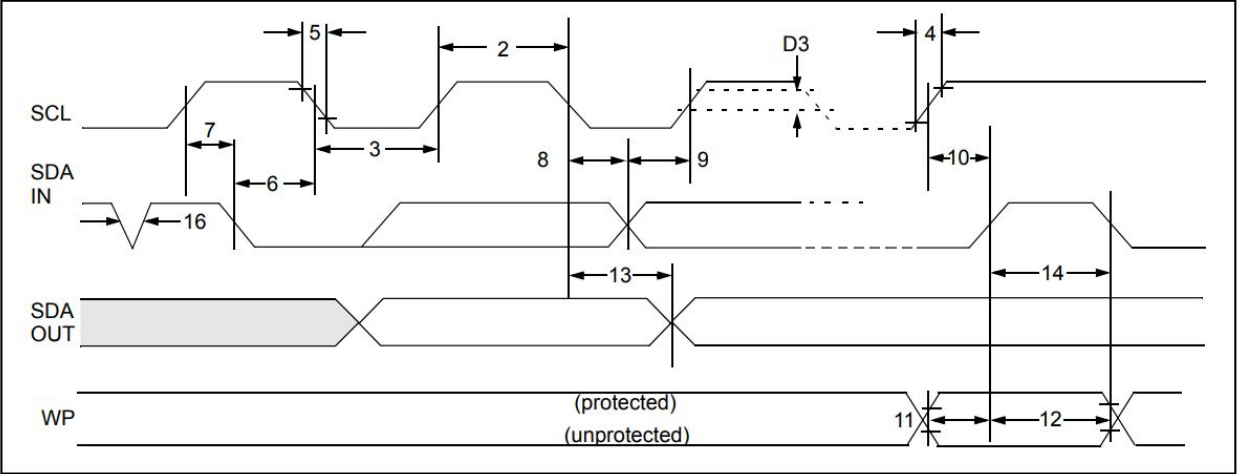 5
2
4
D3
SCL
7
3
8
9
10
SDA
IN
6
16
13
14
SDA
OUT
WP
(protected)
(unprotected)
11
12